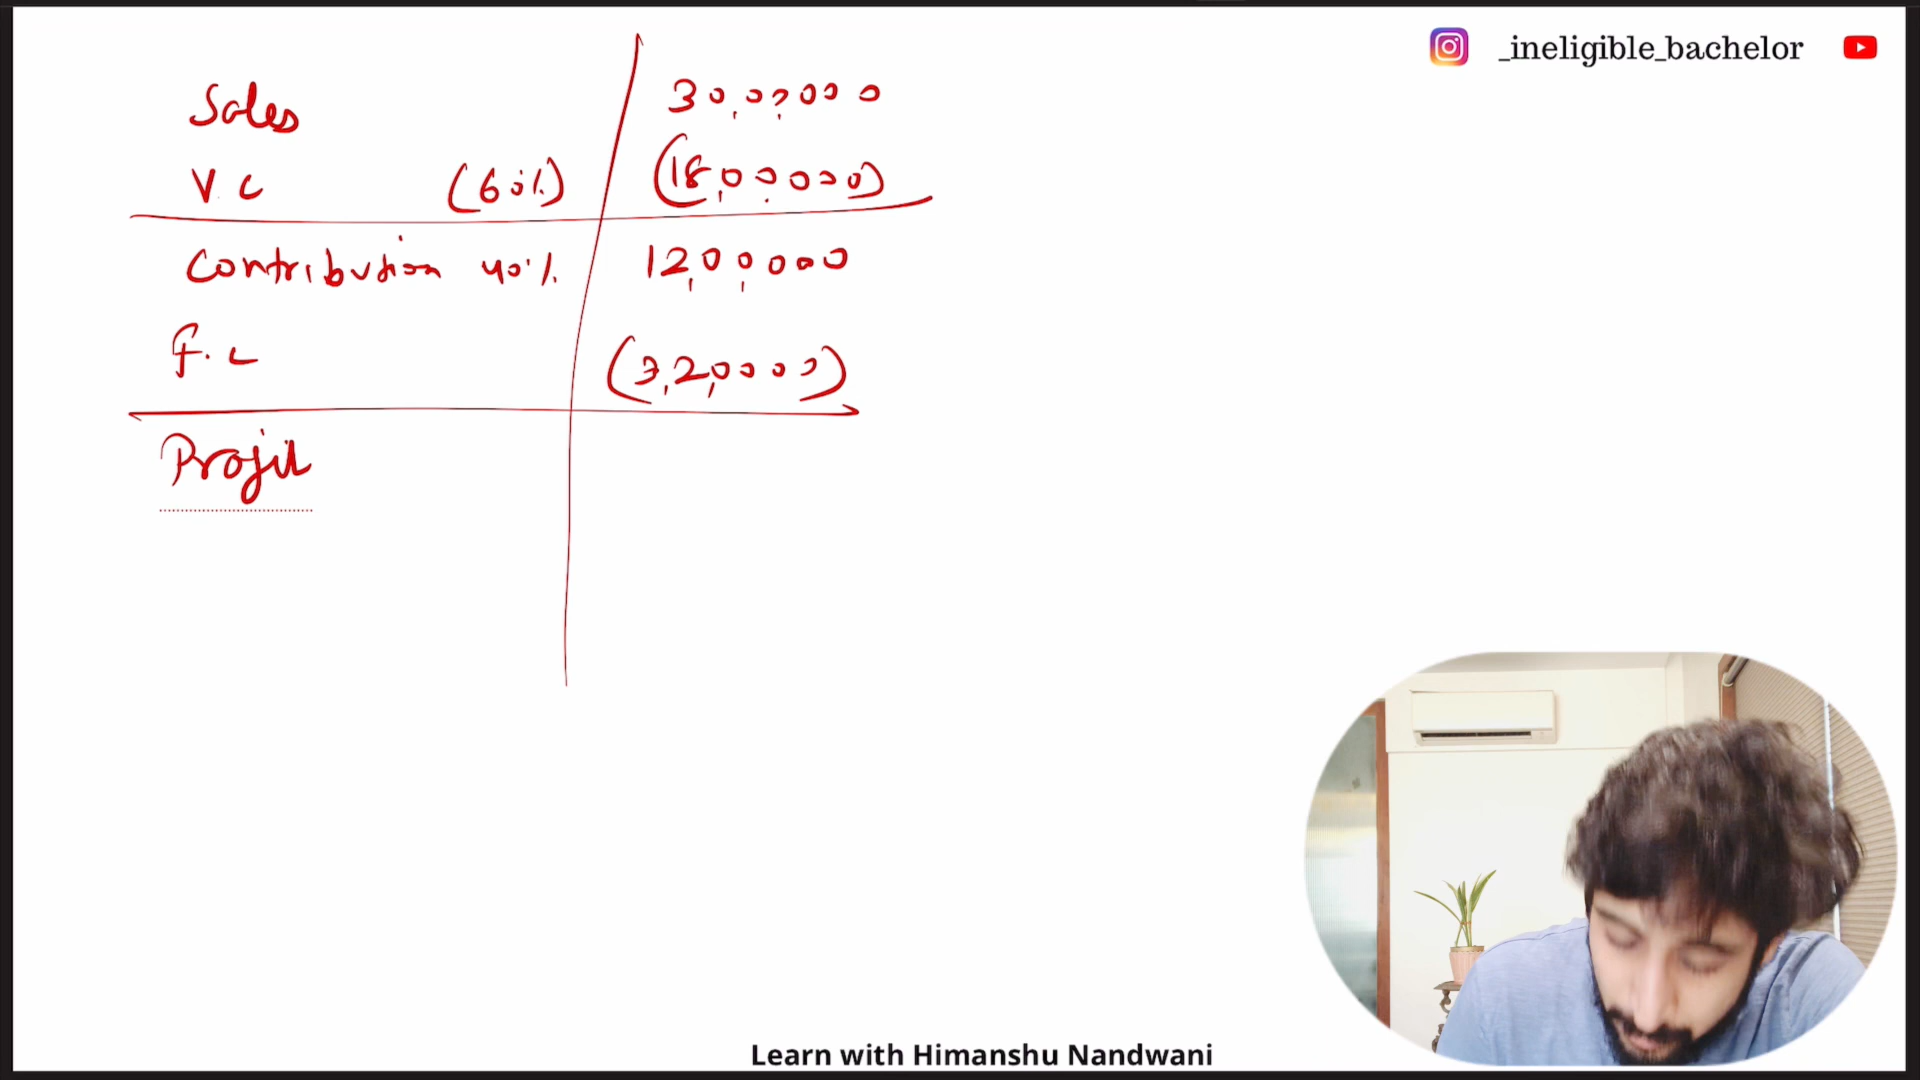 _ineligible_bachelor
Sales 30,00,000
V.C (60%) (18,00,000)
Contribution 40% 12,00,000
f.c (3,20,000)
Profit
Learn with Himanshu Nandwani